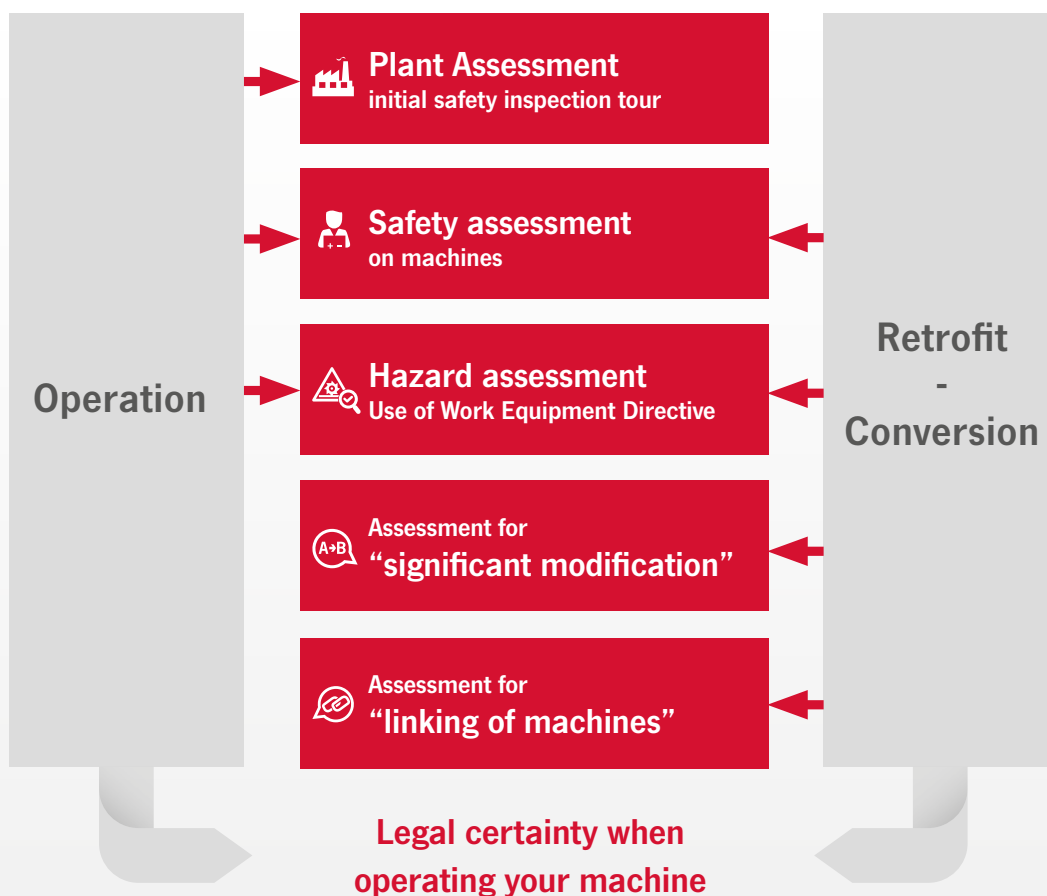 Operation
Plant Assessment
initial safety inspection tour
Safety assessment
on machines
Hazard assessment
Use of Work Equipment Directive
A→B
Assessment for
“significant modification”
Assessment for
“linking of machines”
Retrofit
-
Conversion
Legal certainty when
operating your machine